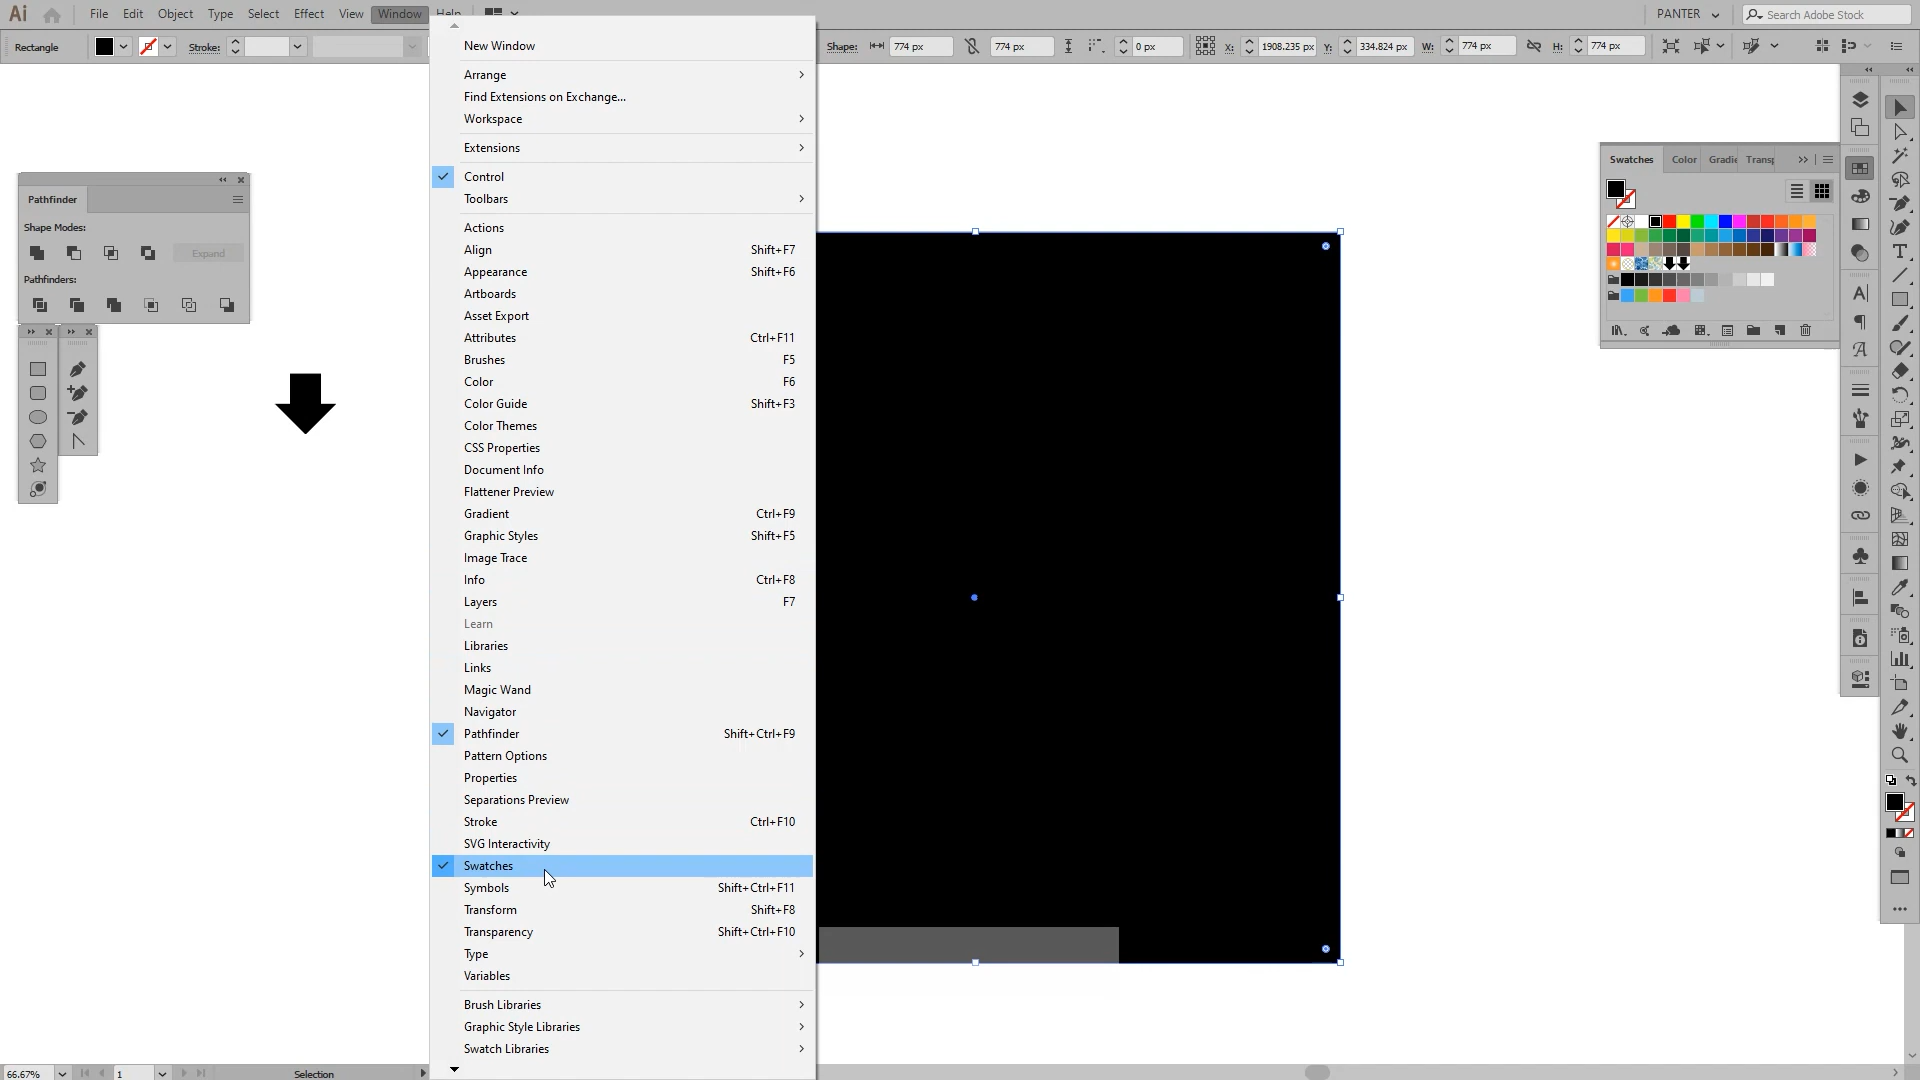 Ai File Edit Object Type Select Effect View Window Help PANTER Search Adobe Stock
Rectangle Stroke: Shape: 774 px 774 px 0 px X: 1908.235 px Y: 334.824 px W: 774 px H: 774 px
New Window
Arrange
Find Extensions on Exchange...
Workspace
Extensions
Control
Toolbars
Actions
Align Shift+F7
Appearance Shift+F6
Artboards
Asset Export
Attributes Ctrl+F11
Brushes F5
Color F6
Color Guide Shift+F3
Color Themes
CSS Properties
Document Info
Flattener Preview
Gradient Ctrl+F9
Graphic Styles Shift+F5
Image Trace
Info Ctrl+F8
Layers F7
Learn
Libraries
Links
Magic Wand
Navigator
Pathfinder Shift+Ctrl+F9
Pattern Options
Properties
Separations Preview
Stroke Ctrl+F10
SVG Interactivity
Swatches
Symbols Shift+Ctrl+F11
Transform Shift+F8
Transparency Shift+Ctrl+F10
Type
Variables
Brush Libraries
Graphic Style Libraries
Swatch Libraries
Pathfinder
Shape Modes:
Expand
Pathfinders:
Swatches Color Gradie Transp
66.67% 1 Selection